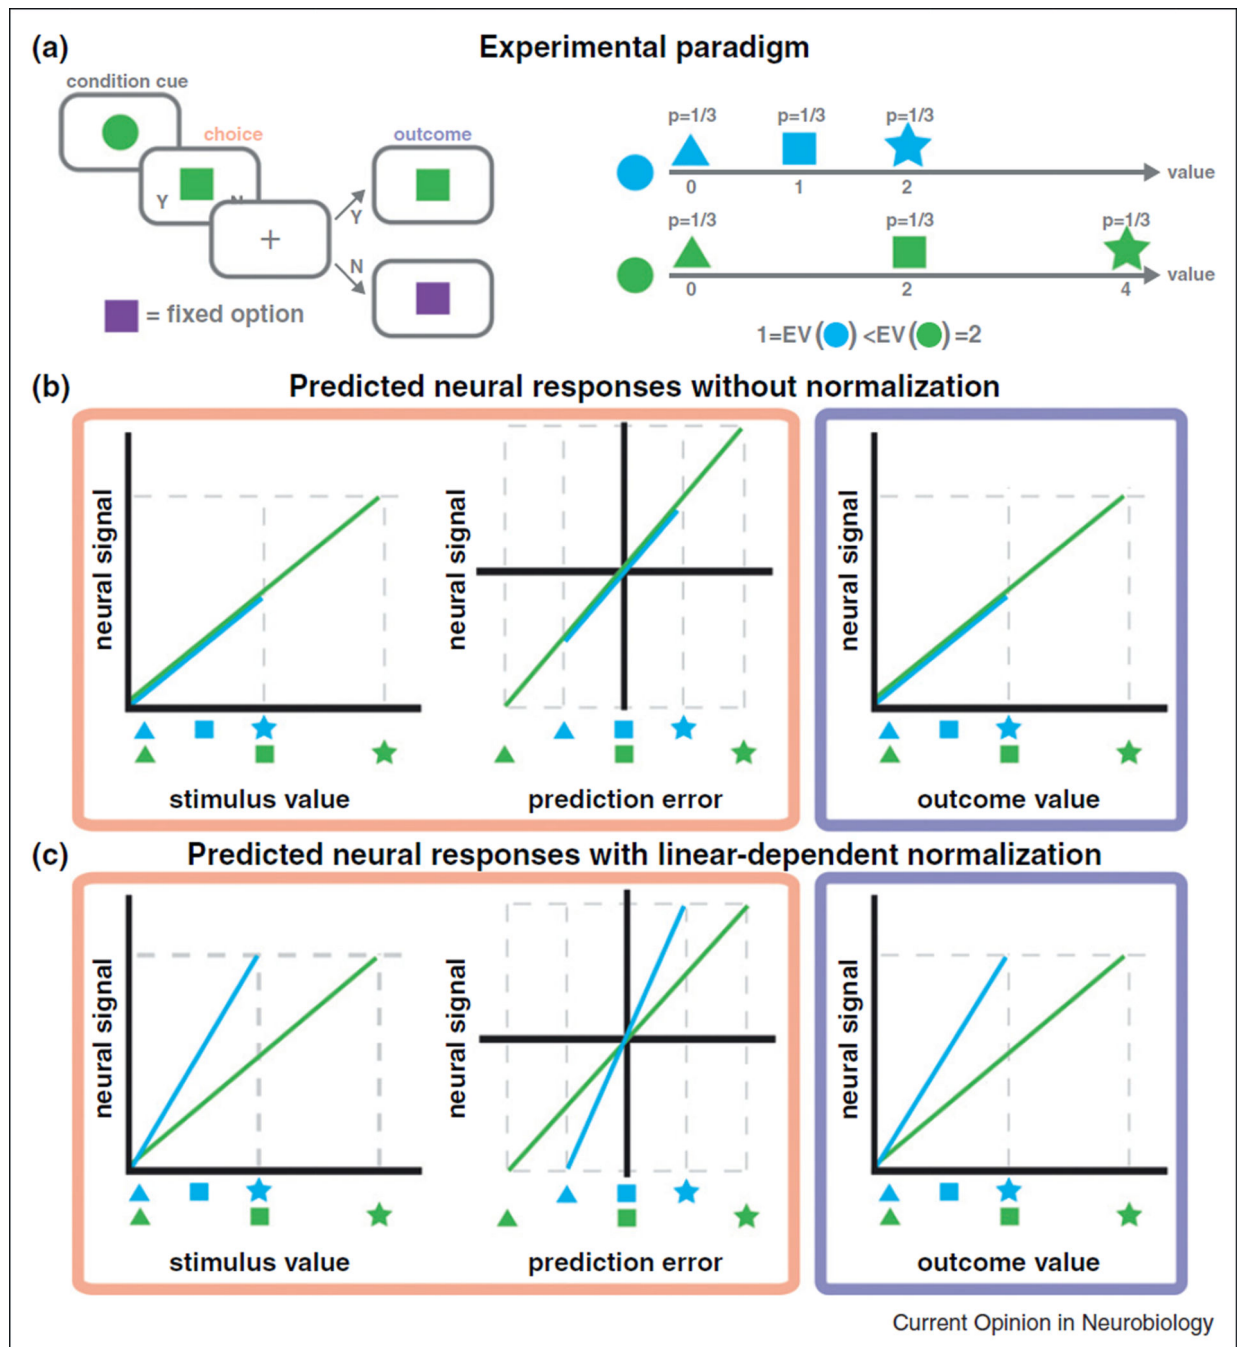 (a)
Experimental paradigm
condition cue
choice
outcome
Y
N
+
Y
N
= fixed option
p=1/3 p=1/3 p=1/3
0 1 2
value
p=1/3 p=1/3 p=1/3
0 2 4
value
1=EV( ) <EV( ) =2
(b)
Predicted neural responses without normalization
neural signal
stimulus value
neural signal
prediction error
neural signal
outcome value
(c)
Predicted neural responses with linear-dependent normalization
neural signal
stimulus value
neural signal
prediction error
neural signal
outcome value
Current Opinion in Neurobiology